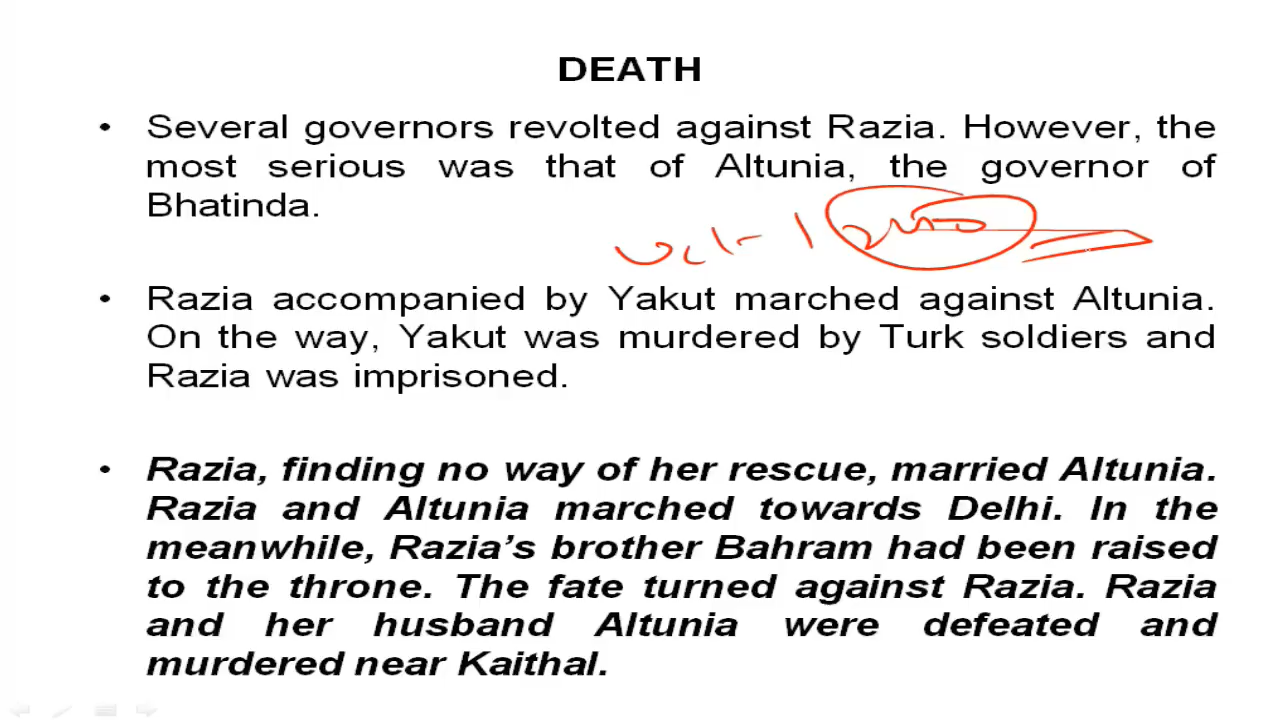 DEATH
• Several governors revolted against Razia. However, the
most serious was that of Altunia, the governor of
Bhatinda.
• Razia accompanied by Yakut marched against Altunia.
On the way, Yakut was murdered by Turk soldiers and
Razia was imprisoned.
• Razia, finding no way of her rescue, married Altunia.
Razia and Altunia marched towards Delhi. In the
meanwhile, Razia's brother Bahram had been raised
to the throne. The fate turned against Razia. Razia
and her husband Altunia were defeated and
murdered near Kaithal.